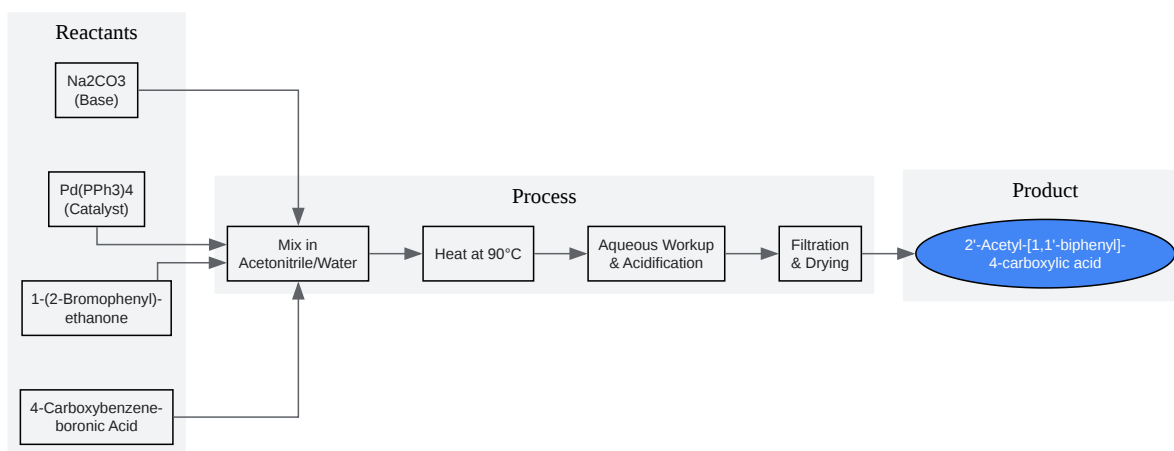 Reactants
Na2CO3
(Base)
Pd(PPh3)4
(Catalyst)
1-(2-Bromophenyl)-
ethanone
4-Carboxybenzene-
boronic Acid
Process
Mix in
Acetonitrile/Water
Heat at 90°C
Aqueous Workup
& Acidification
Filtration
& Drying
Product
2'-Acetyl-[1,1'-biphenyl]-
4-carboxylic acid